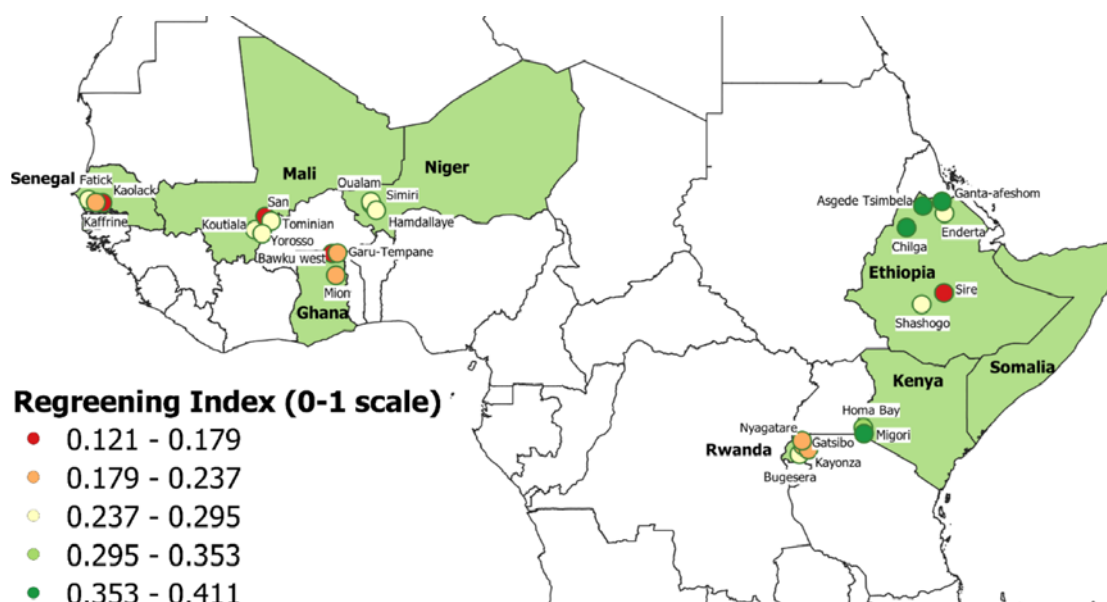 Senegal
Fatick
Kaolack
Kaffrine
Mali
San
Koutiala
Tominian
Yorosso
Niger
Oualam
Simiri
Hamdallaye
Bawku west
Garu-Tempane
Mion
Ghana
Asgede Tsimbela
Ganta-afeshom
Enderta
Chilga
Ethiopia
Sire
Shashogo
Somalia
Kenya
Homa Bay
Migori
Nyagatare
Gatsibo
Rwanda
Kayonza
Bugesera
Regreening Index (0-1 scale)
0.121 - 0.179
0.179 - 0.237
0.237 - 0.295
0.295 - 0.353
0.353 - 0.411